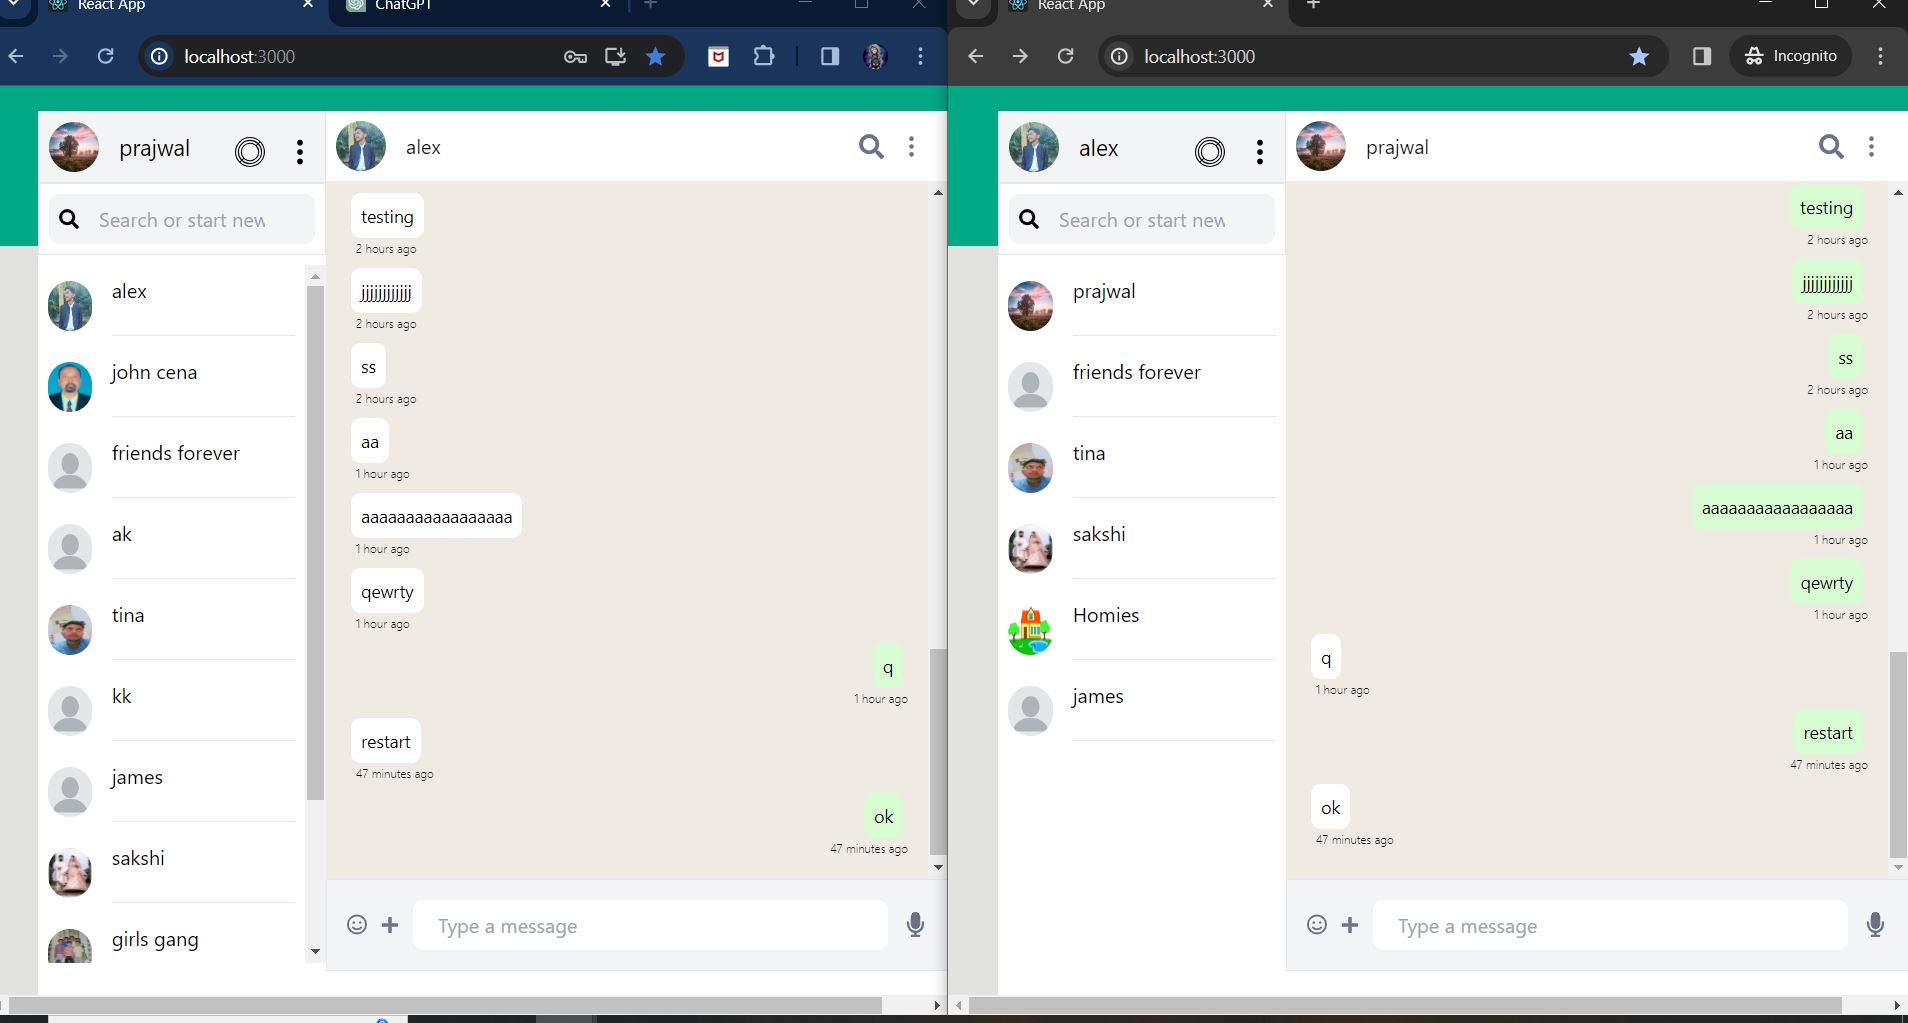 React App
ChatGPT
localhost:3000
prajwal
alex
Search or start new
alex
john cena
friends forever
ak
tina
kk
james
sakshi
girls gang
testing
2 hours ago
jjjjjjjjjjjj
2 hours ago
ss
2 hours ago
aa
1 hour ago
aaaaaaaaaaaaaaaaa
1 hour ago
qewrty
1 hour ago
q
1 hour ago
restart
47 minutes ago
ok
47 minutes ago
Type a message
React App
localhost:3000
Incognito
alex
prajwal
Search or start new
prajwal
friends forever
tina
sakshi
Homies
james
testing
2 hours ago
jjjjjjjjjjjj
2 hours ago
ss
2 hours ago
aa
1 hour ago
aaaaaaaaaaaaaaaaa
1 hour ago
qewrty
1 hour ago
q
1 hour ago
restart
47 minutes ago
ok
47 minutes ago
Type a message